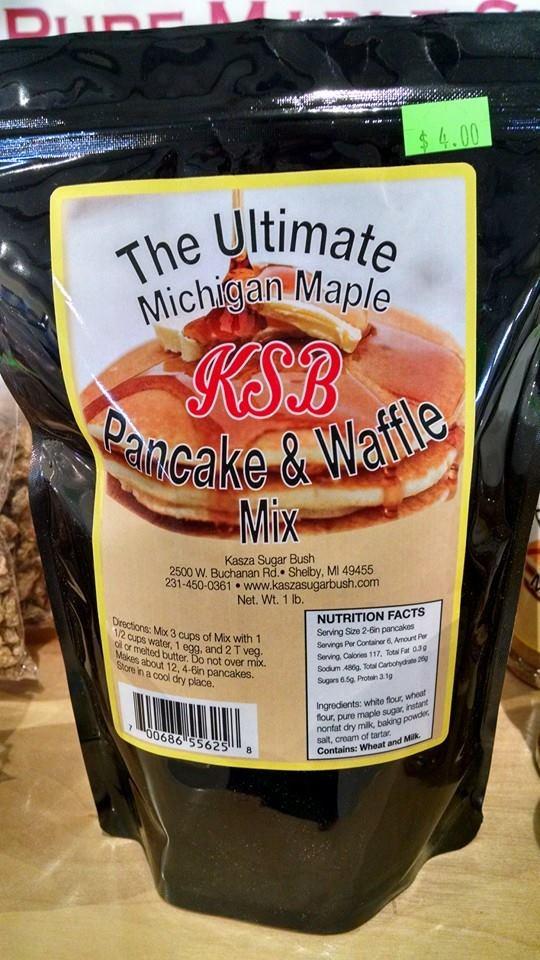 PURE MAPLE
$ 4.00
The Ultimate
Michigan Maple
KSB
Pancake & Waffle
Mix
Kasza Sugar Bush
2500 W. Buchanan Rd.• Shelby, MI 49455
231-450-0361 • www.kaszasugarbush.com
Net. Wt. 1 lb.
Directions: Mix 3 cups of Mix with 1
1/2 cups water, 1 egg, and 2 T veg.
oil or melted butter. Do not over mix.
Makes about 12, 4-6in pancakes.
Store in a cool dry place.
7 00686 55625 8
NUTRITION FACTS
Serving Size 2-6in pancakes
Servings Per Container 6, Amount Per
Serving, Calories 117, Total Fat 0.3 g
Sodium .486g, Total Carbohydrate 26g
Sugars 6.5g, Protein 3.1g
Ingredients: white flour, wheat
flour, pure maple sugar, instant
nonfat dry milk, baking powder,
salt, cream of tartar.
Contains: Wheat and Milk.